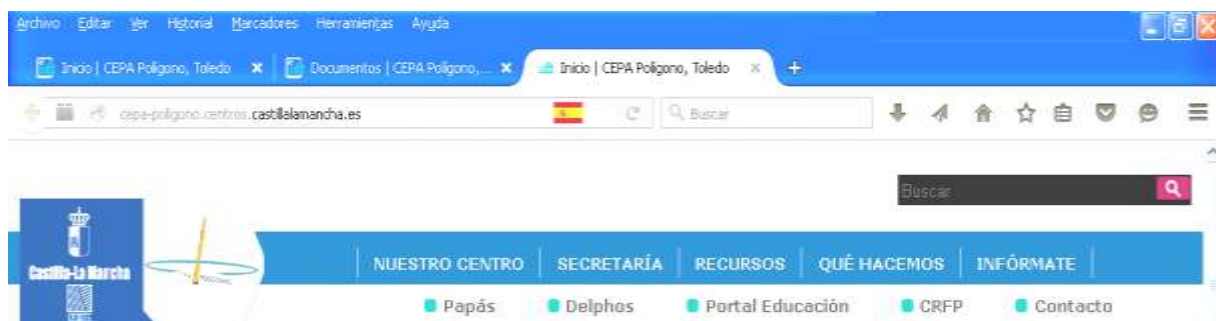 Archivo Editar Ver Historial Marcadores Herramientas Ayuda
Inicio | CEPA Polígono, Toledo Documentos | CEPA Polígono,... Inicio | CEPA Polígono, Toledo
cepa-poligono.centros.castillalamancha.es Buscar
Buscar
Castilla-La Mancha
NUESTRO CENTRO SECRETARÍA RECURSOS QUÉ HACEMOS INFÓRMATE
Papás Delphos Portal Educación CRFP Contacto